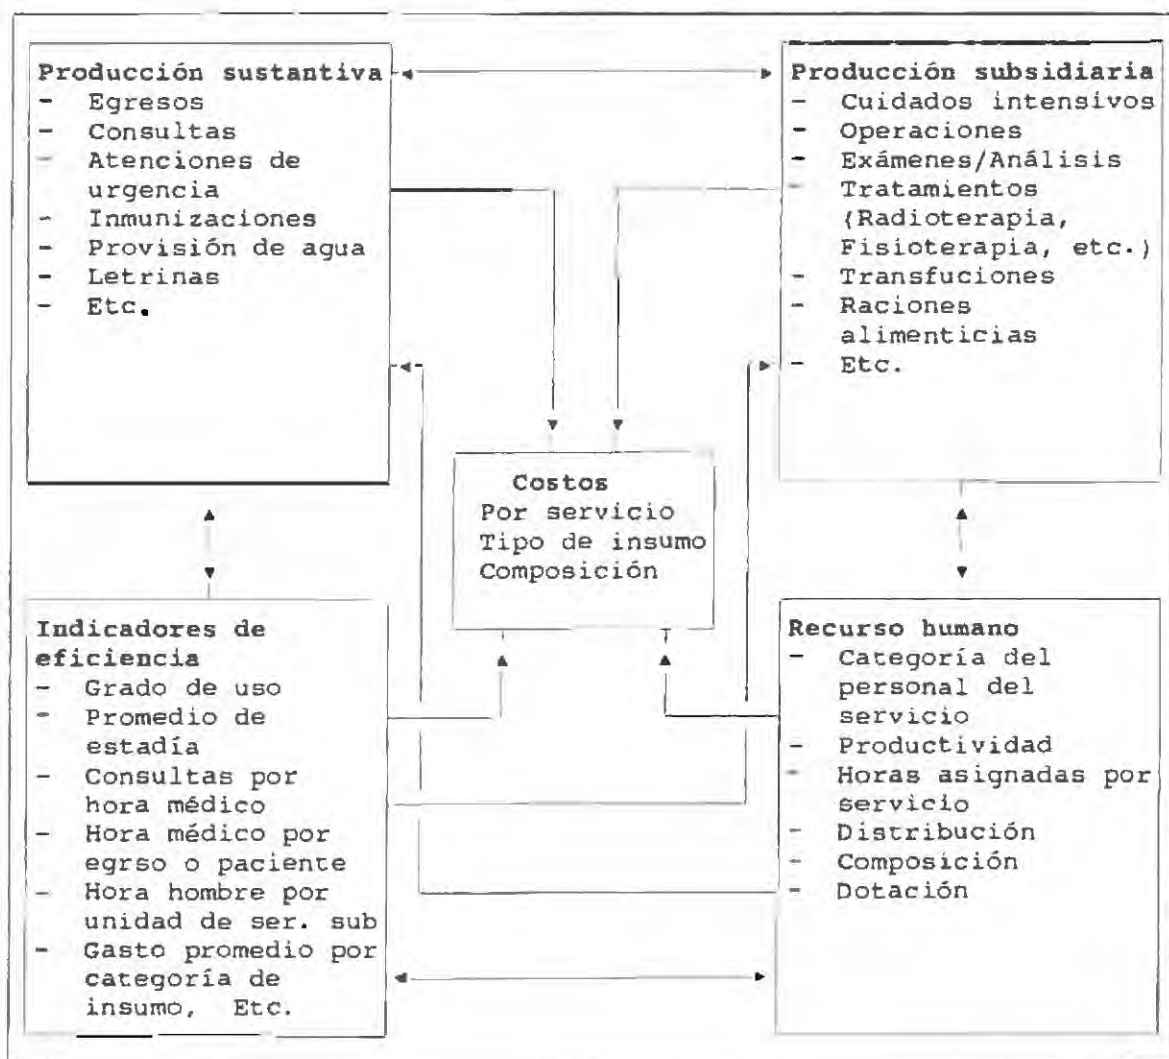 Producción sustantiva
- Egresos
- Consultas
- Atenciones de
urgencia
- Inmunizaciones
- Provisión de agua
- Letrinas
- Etc.
Producción subsidiaria
- Cuidados intensivos
- Operaciones
- Exámenes/Análisis
- Tratamientos
(Radioterapia,
Fisioterapia, etc.)
- Transfuciones
- Raciones
alimenticias
- Etc.
Costos
Por servicio
Tipo de insumo
Composición
Indicadores de
eficiencia
- Grado de uso
- Promedio de
estadía
- Consultas por
hora médico
- Hora médico por
egrso o paciente
- Hora hombre por
unidad de ser. sub
- Gasto promedio por
categoría de
insumo, Etc.
Recurso humano
- Categoría del
personal del
servicio
- Productividad
- Horas asignadas por
servicio
- Distribución
- Composición
- Dotación